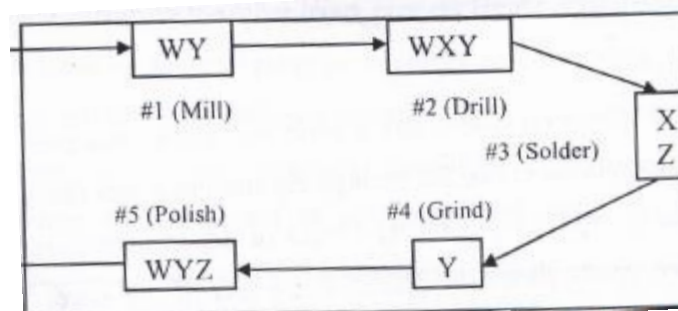 WY
WXY
#1 (Mill)
#2 (Drill)
X
#3 (Solder)
Z
#5 (Polish)
#4 (Grind)
WYZ
Y